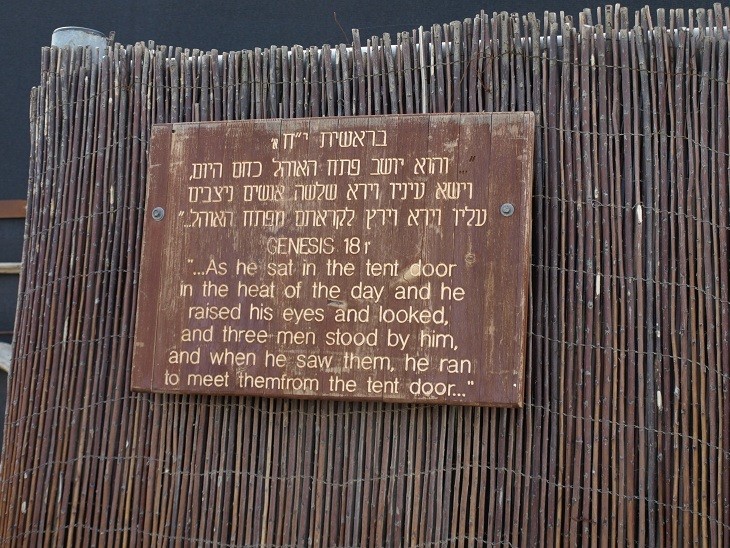 בראשית י״ח א
"... והוא יושב פתח האוהל כחם היום,
וישא עיניו וירא שלשה אנשים ניצבים
עליו וירא וירץ לקראתם מפתח האוהל..."
GENESIS 18 1
"...As he sat in the tent door
in the heat of the day and he
raised his eyes and looked,
and three men stood by him,
and when he saw them, he ran
to meet themfrom the tent door..."